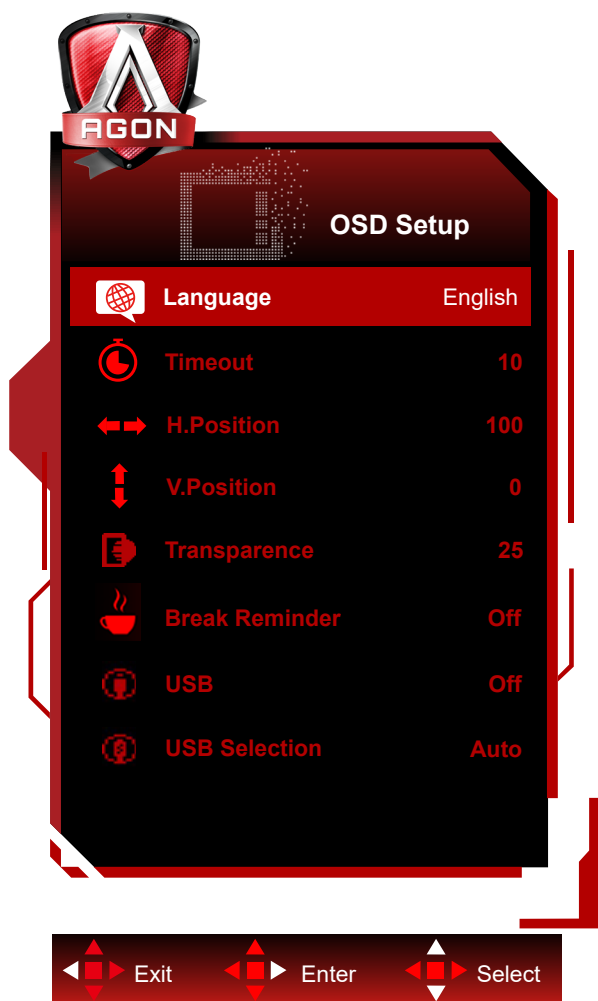 AGON
OSD Setup
Language English
Timeout 10
H.Position 100
V.Position 0
Transparence 25
Break Reminder Off
USB Off
USB Selection Auto
Exit Enter Select